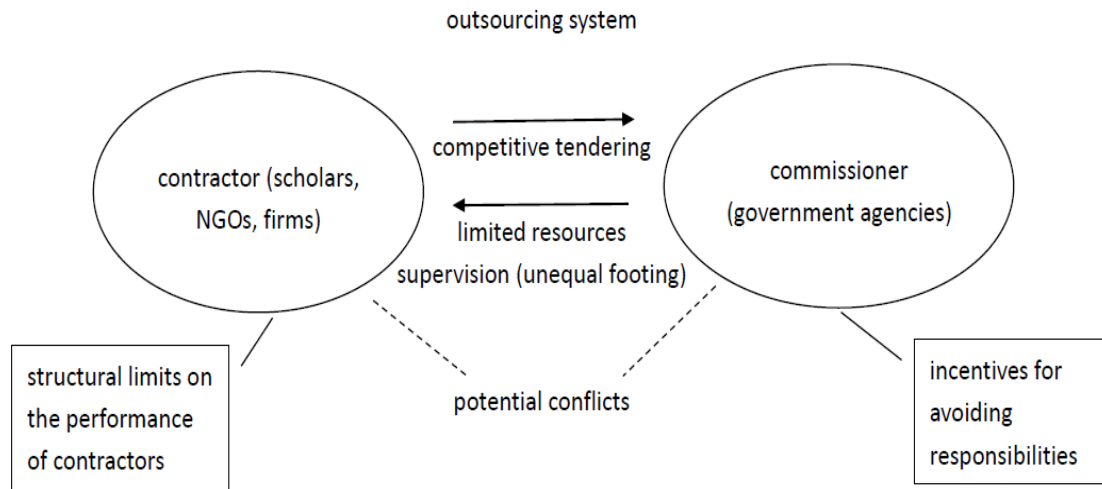 outsourcing system
contractor (scholars,
NGOs, firms)
competitive tendering
limited resources
supervision (unequal footing)
commissioner
(government agencies)
structural limits on
the performance
of contractors
potential conflicts
incentives for
avoiding
responsibilities